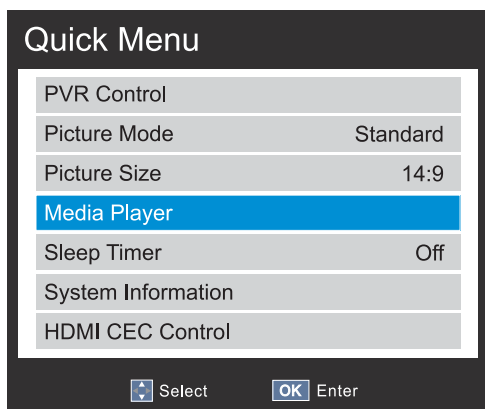 Quick Menu
PVR Control
Picture Mode Standard
Picture Size 14:9
Media Player
Sleep Timer Off
System Information
HDMI CEC Control
Select OK Enter